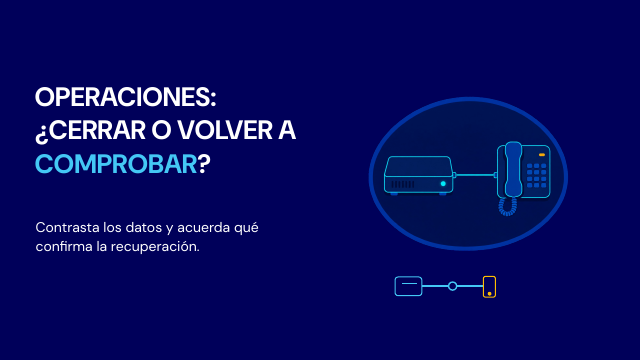 OPERACIONES:
¿CERRAR O VOLVER A
COMPROBAR?
Contrasta los datos y acuerda qué
confirma la recuperación.